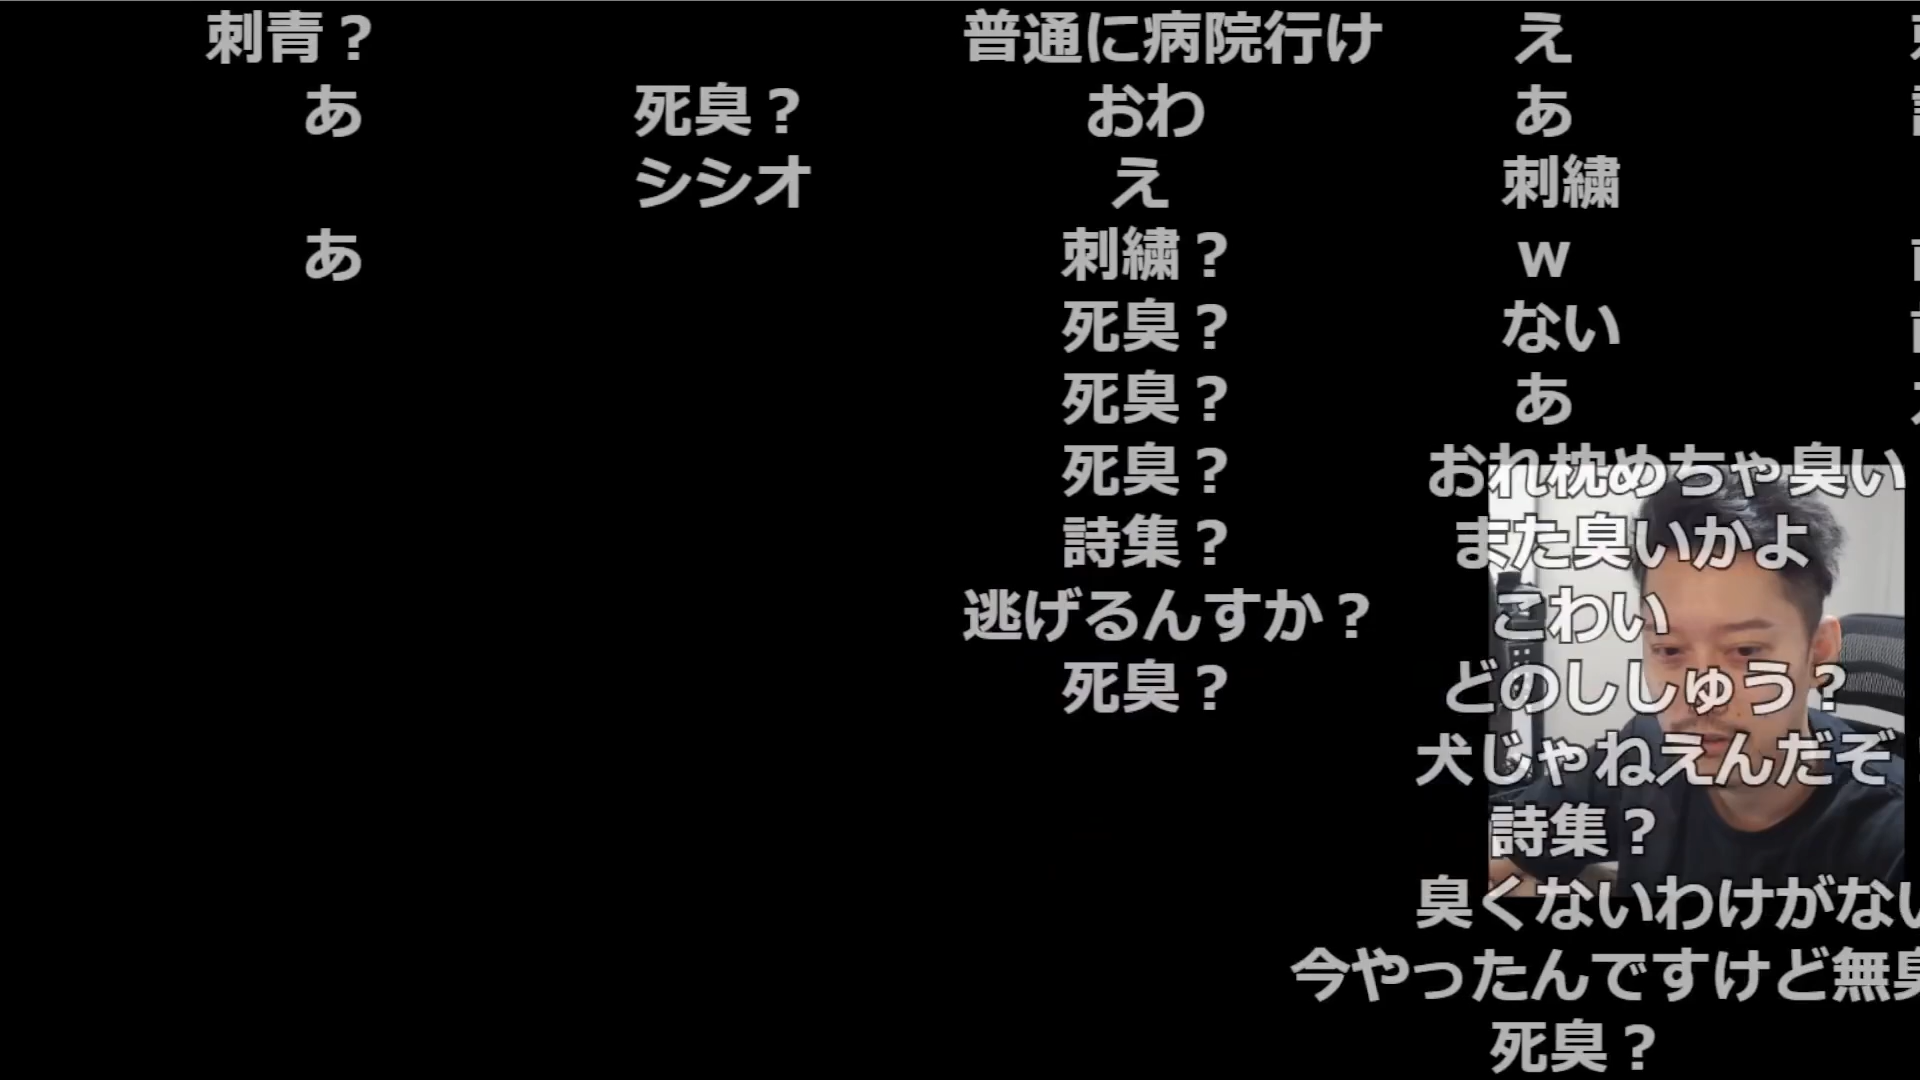 刺青？
普通に病院行け
え
あ
死臭？
おわ
あ
シシオ
え
刺繍
あ
刺繍？
w
死臭？
ない
死臭？
あ
死臭？
おれ枕めちゃ臭い
詩集？
また臭いかよ
逃げるんすか？
こわい
死臭？
どのししゅう？
犬じゃねえんだぞ
詩集？
臭くないわけがない
今やったんですけど無臭
死臭？